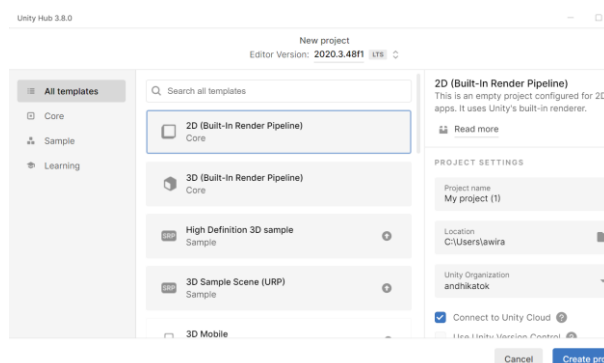 Unity Hub 3.8.0
New project
Editor Version: 2020.3.48f1 LTS
All templates
Core
Sample
Learning
Search all templates
2D (Built-In Render Pipeline)
Core
3D (Built-In Render Pipeline)
Core
SRP
High Definition 3D sample
Sample
SRP
3D Sample Scene (URP)
Sample
3D Mobile
2D (Built-In Render Pipeline)
This is an empty project configured for 2D
apps. It uses Unity's built-in renderer.
Read more
PROJECT SETTINGS
Project name
My project (1)
Location
C:\Users\awira
Unity Organization
andhikatok
Connect to Unity Cloud
Use Unity Version Control
Cancel
Create pro